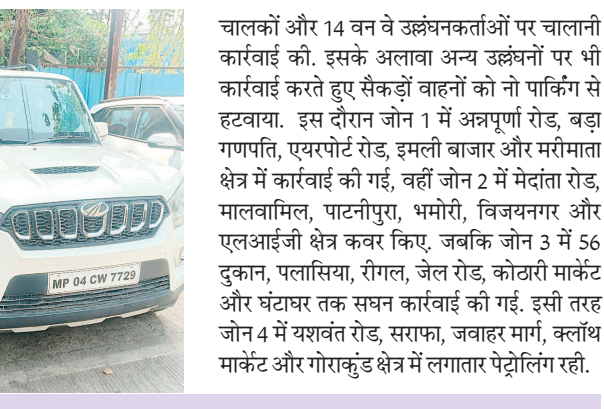 चालकों और 14 वन वे उल्लंघनकर्ताओं पर चालानी
कार्रवाई की. इसके अलावा अन्य उल्लंघनों पर भी
कार्रवाई करते हुए सैकड़ों वाहनों को नो पार्किंग से
हटवाया. इस दौरान जोन 1 में अन्नपूर्णा रोड, बड़ा
गणपति, एयरपोर्ट रोड, इमली बाजार और मरीमाता
क्षेत्र में कार्रवाई की गई, वहीं जोन 2 में मेदांता रोड,
मालवामिल, पाटनीपुरा, भमोरी, विजयनगर और
एलआईजी क्षेत्र कवर किए. जबकि जोन 3 में 56
दुकान, पलासिया, रीगल, जेल रोड, कोठारी मार्केट
और घंटाघर तक सघन कार्रवाई की गई. इसी तरह
जोन 4 में यशवंत रोड, सराफा, जवाहर मार्ग, क्लॉथ
मार्केट और गोराकुंड क्षेत्र में लगातार पेट्रोलिंग रही.
MP 04 CW 7729